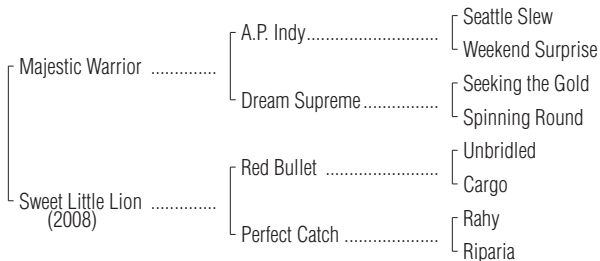 Seattle Slew
A.P. Indy......................
Weekend Surprise
Majestic Warrior ..............
Seeking the Gold
Dream Supreme .................
Spinning Round
Unbridled
Red Bullet ......................
Cargo
Sweet Little Lion ..............
(2008)
Rahy
Perfect Catch ...................
Riparia